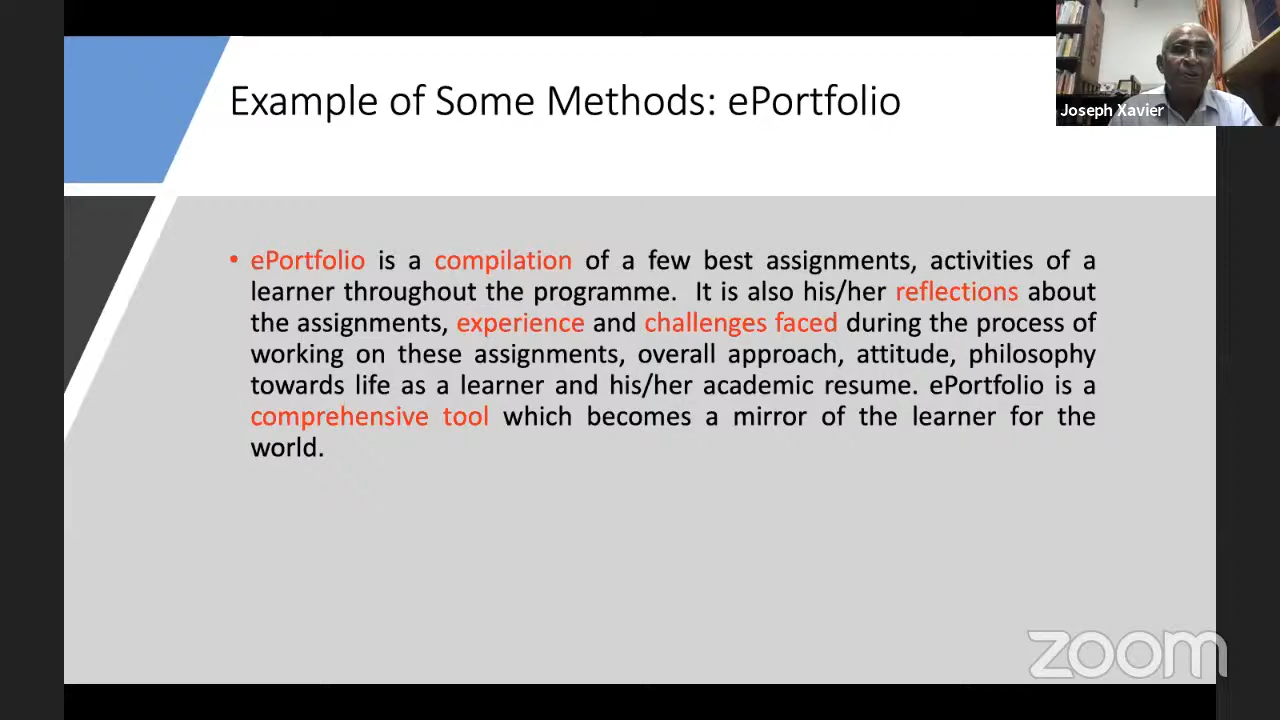 Example of Some Methods: ePortfolio
Joseph Xavier
• ePortfolio is a compilation of a few best assignments, activities of a
learner throughout the programme.  It is also his/her reflections about
the assignments, experience and challenges faced during the process of
working on these assignments, overall approach, attitude, philosophy
towards life as a learner and his/her academic resume. ePortfolio is a
comprehensive tool which becomes a mirror of the learner for the
world.
zoom